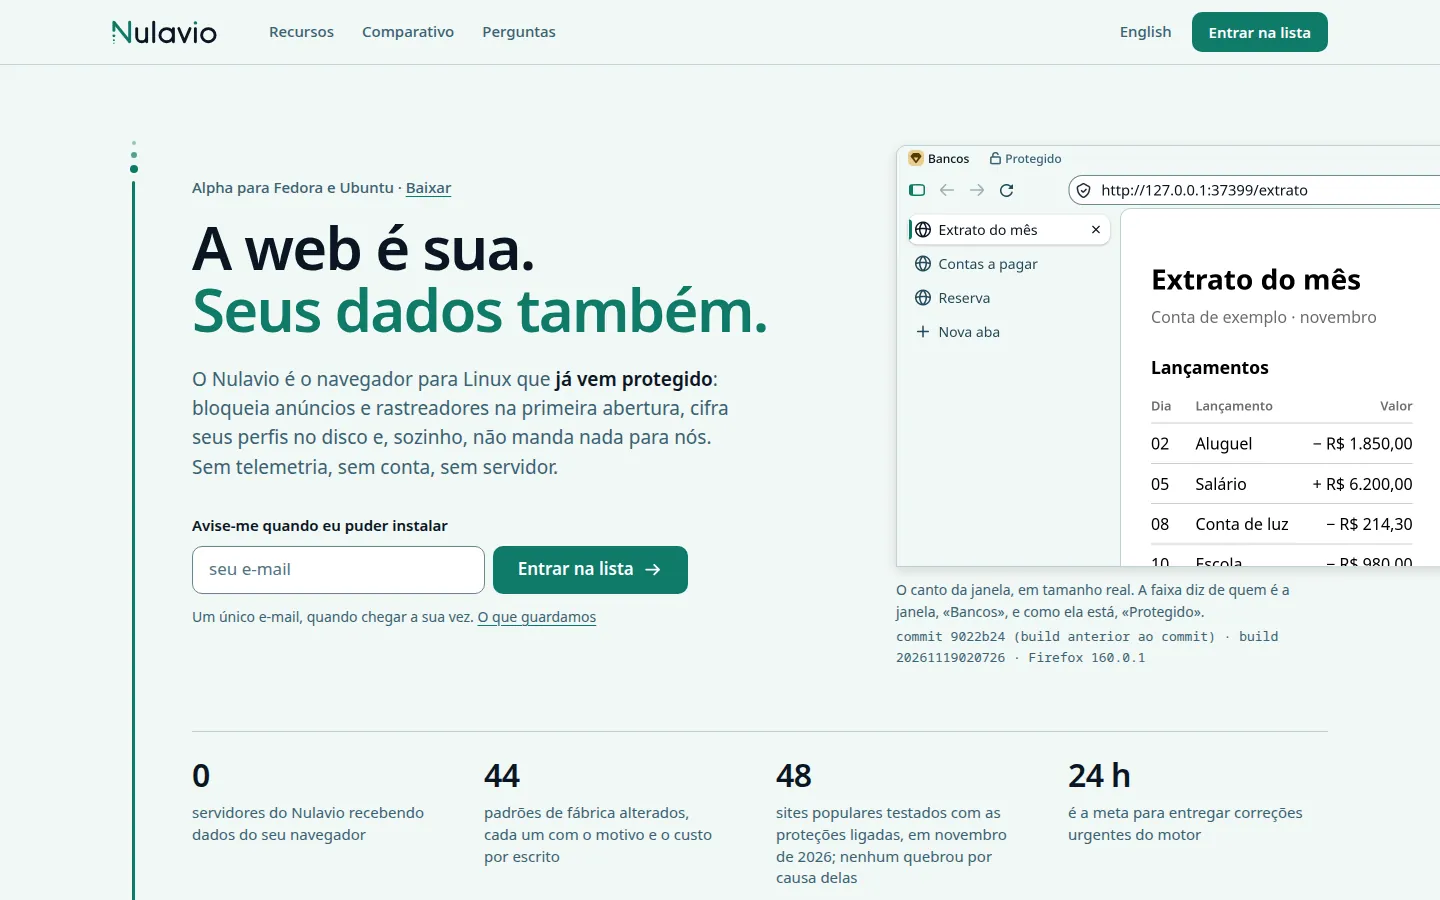 Nulavio
Recursos
Comparativo
Perguntas
English
Entrar na lista
Alpha para Fedora e Ubuntu · Baixar
A web é sua.
Seus dados também.
O Nulavio é o navegador para Linux que já vem protegido:
bloqueia anúncios e rastreadores na primeira abertura, cifra
seus perfis no disco e, sozinho, não manda nada para nós.
Sem telemetria, sem conta, sem servidor.
Avise-me quando eu puder instalar
seu e-mail
Entrar na lista →
Um único e-mail, quando chegar a sua vez. O que guardamos
Bancos
Protegido
http://127.0.0.1:37399/extrato
Extrato do mês
Contas a pagar
Reserva
Nova aba
Extrato do mês
Conta de exemplo · novembro
Lançamentos
Dia Lançamento Valor
02 Aluguel − R$ 1.850,00
05 Salário + R$ 6.200,00
08 Conta de luz − R$ 214,30
10 Escola − R$ 980,00
O canto da janela, em tamanho real. A faixa diz de quem é a
janela, «Bancos», e como ela está, «Protegido».
commit 9022b24 (build anterior ao commit) · build
20261119020726 · Firefox 160.0.1
0
servidores do Nulavio recebendo
dados do seu navegador
44
padrões de fábrica alterados,
cada um com o motivo e o custo
por escrito
48
sites populares testados com as
proteções ligadas, em novembro
de 2026; nenhum quebrou por
causa delas
24 h
é a meta para entregar correções
urgentes do motor